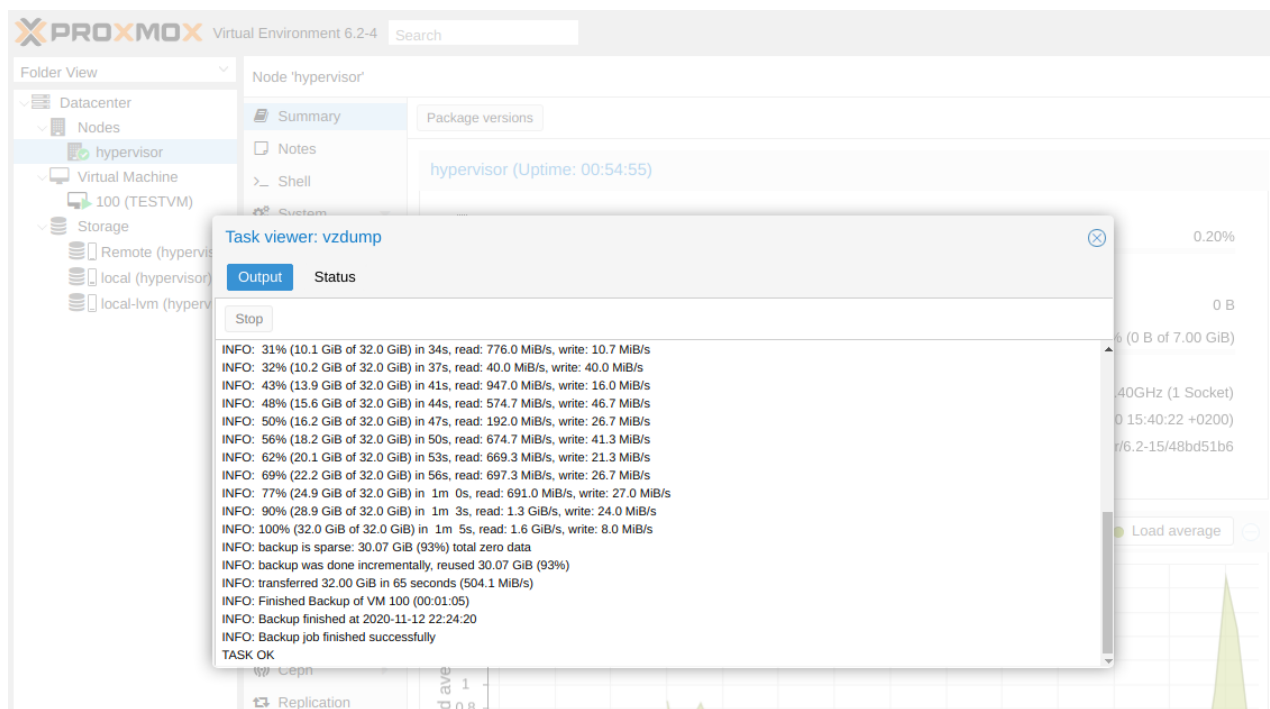 PROXMOX Virtual Environment 6.2-4 Search
Folder View
Node 'hypervisor'
Datacenter
Nodes
hypervisor
Virtual Machine
100 (TESTVM)
Storage
Remote (hypervis
local (hypervisor)
local-lvm (hyperv
Summary
Notes
Shell
System
Package versions
hypervisor (Uptime: 00:54:55)
0.20%
0 B
% (0 B of 7.00 GiB)
.40GHz (1 Socket)
0 15:40:22 +0200)
r/6.2-15/48bd51b6
Load average
Task viewer: vzdump
Output Status
Stop
INFO: 31% (10.1 GiB of 32.0 GiB) in 34s, read: 776.0 MiB/s, write: 10.7 MiB/s
INFO: 32% (10.2 GiB of 32.0 GiB) in 37s, read: 40.0 MiB/s, write: 40.0 MiB/s
INFO: 43% (13.9 GiB of 32.0 GiB) in 41s, read: 947.0 MiB/s, write: 16.0 MiB/s
INFO: 48% (15.6 GiB of 32.0 GiB) in 44s, read: 574.7 MiB/s, write: 46.7 MiB/s
INFO: 50% (16.2 GiB of 32.0 GiB) in 47s, read: 192.0 MiB/s, write: 26.7 MiB/s
INFO: 56% (18.2 GiB of 32.0 GiB) in 50s, read: 674.7 MiB/s, write: 41.3 MiB/s
INFO: 62% (20.1 GiB of 32.0 GiB) in 53s, read: 669.3 MiB/s, write: 21.3 MiB/s
INFO: 69% (22.2 GiB of 32.0 GiB) in 56s, read: 697.3 MiB/s, write: 26.7 MiB/s
INFO: 77% (24.9 GiB of 32.0 GiB) in 1m 0s, read: 691.0 MiB/s, write: 27.0 MiB/s
INFO: 90% (28.9 GiB of 32.0 GiB) in 1m 3s, read: 1.3 GiB/s, write: 24.0 MiB/s
INFO: 100% (32.0 GiB of 32.0 GiB) in 1m 5s, read: 1.6 GiB/s, write: 8.0 MiB/s
INFO: backup is sparse: 30.07 GiB (93%) total zero data
INFO: backup was done incrementally, reused 30.07 GiB (93%)
INFO: transferred 32.00 GiB in 65 seconds (504.1 MiB/s)
INFO: Finished Backup of VM 100 (00:01:05)
INFO: Backup finished at 2020-11-12 22:24:20
INFO: Backup job finished successfully
TASK OK
Ceph
Replication
d ave
1
0.8